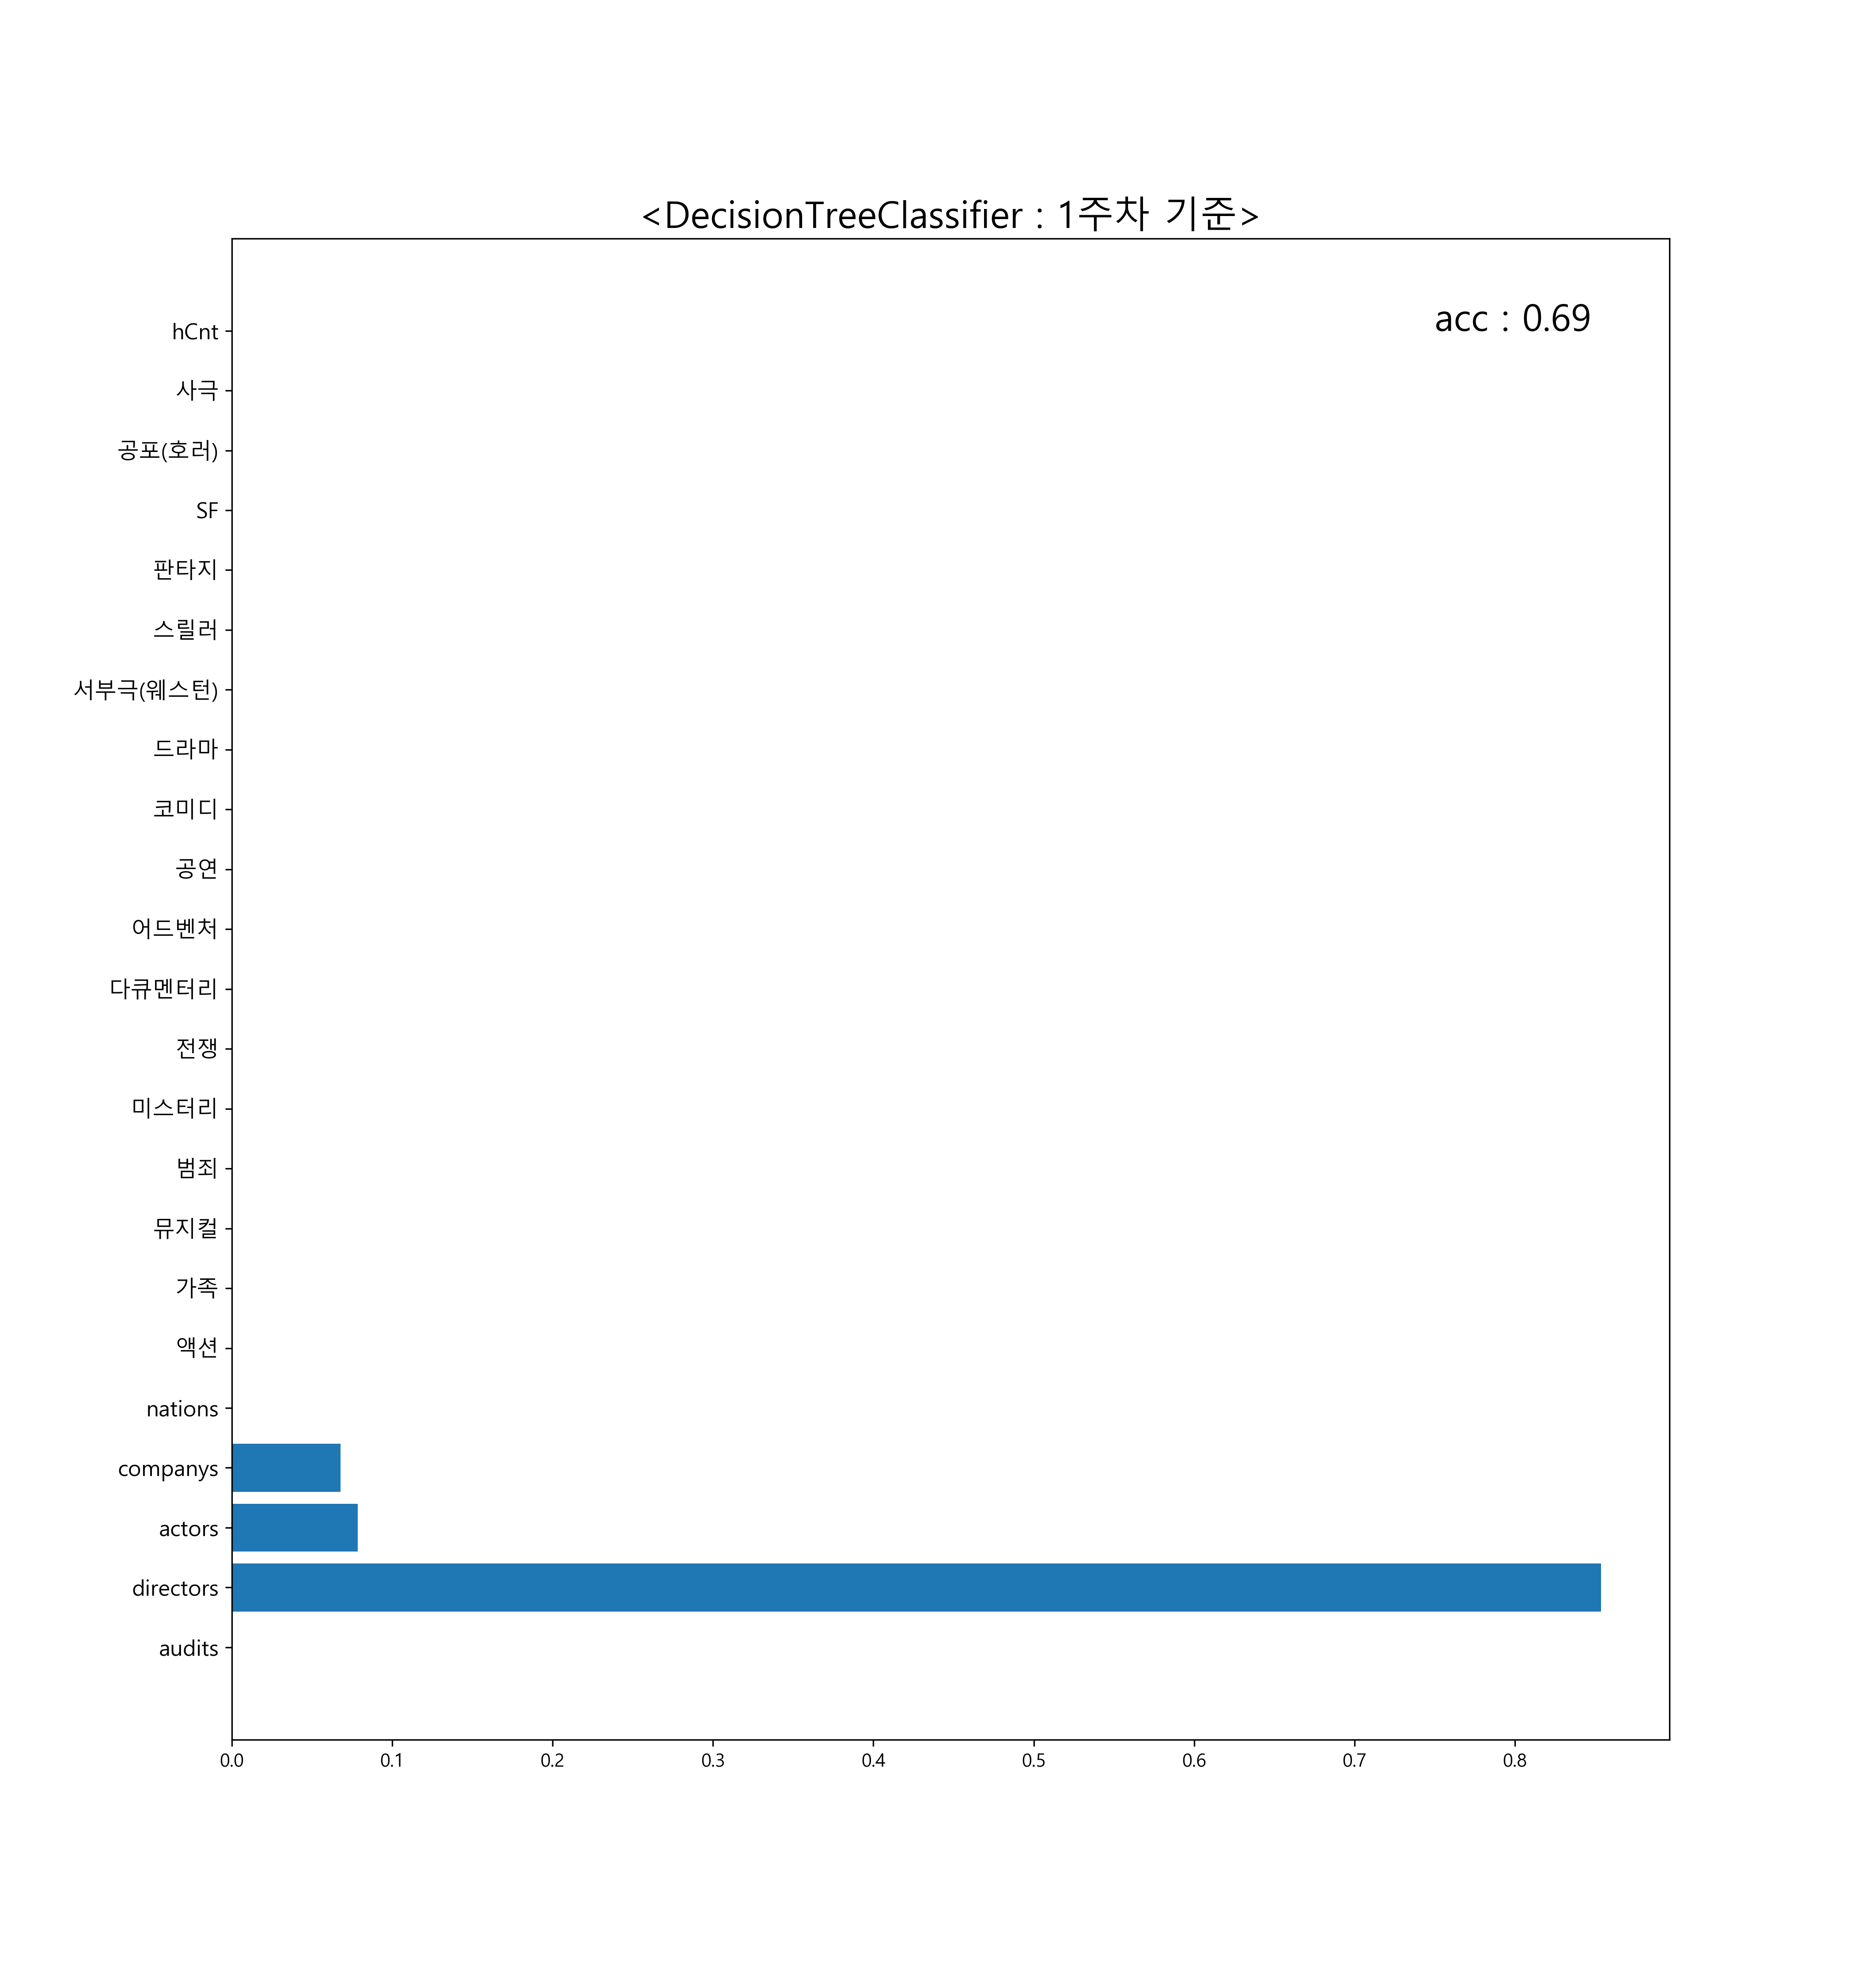 <DecisionTreeClassifier : 1주차 기준>
acc : 0.69
hCnt
사극
공포(호러)
SF
판타지
스릴러
서부극(웨스턴)
드라마
코미디
공연
어드벤처
다큐멘터리
전쟁
미스터리
범죄
뮤지컬
가족
액션
nations
companys
actors
directors
audits
0.0 0.1 0.2 0.3 0.4 0.5 0.6 0.7 0.8